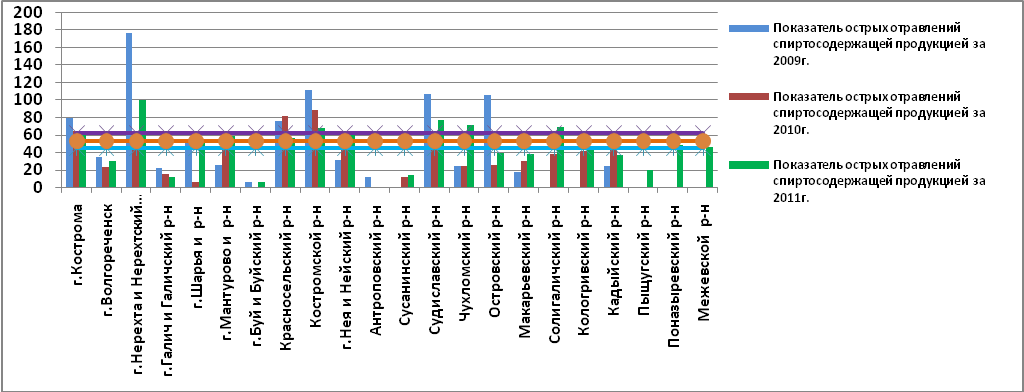 200
180
160
140
120
100
80
60
40
20
0
г.Кострома
г.Волгореченск
г.Нерехта и Нерехтский...
г.Галич и Галичский р-н
г.Шарья и р-н
г.Мантурово и р-н
г.Буй и Буйский р-н
Красносельский р-н
Костромской р-н
г.Нея и Нейский р-н
Антроповский р-н
Сусанинский р-н
Судиславский р-н
Чухломский р-н
Островский р-н
Макарьевский р-н
Солигаличский р-н
Кологривский р-н
Кадыйский р-н
Пыщугский р-н
Поназыревский р-н
Межевской р-н
Показатель острых отравлений
спиртосодержащей продукцией за
2009г.
Показатель острых отравлений
спиртосодержащей продукцией за
2010г.
Показатель острых отравлений
спиртосодержащей продукцией за
2011г.